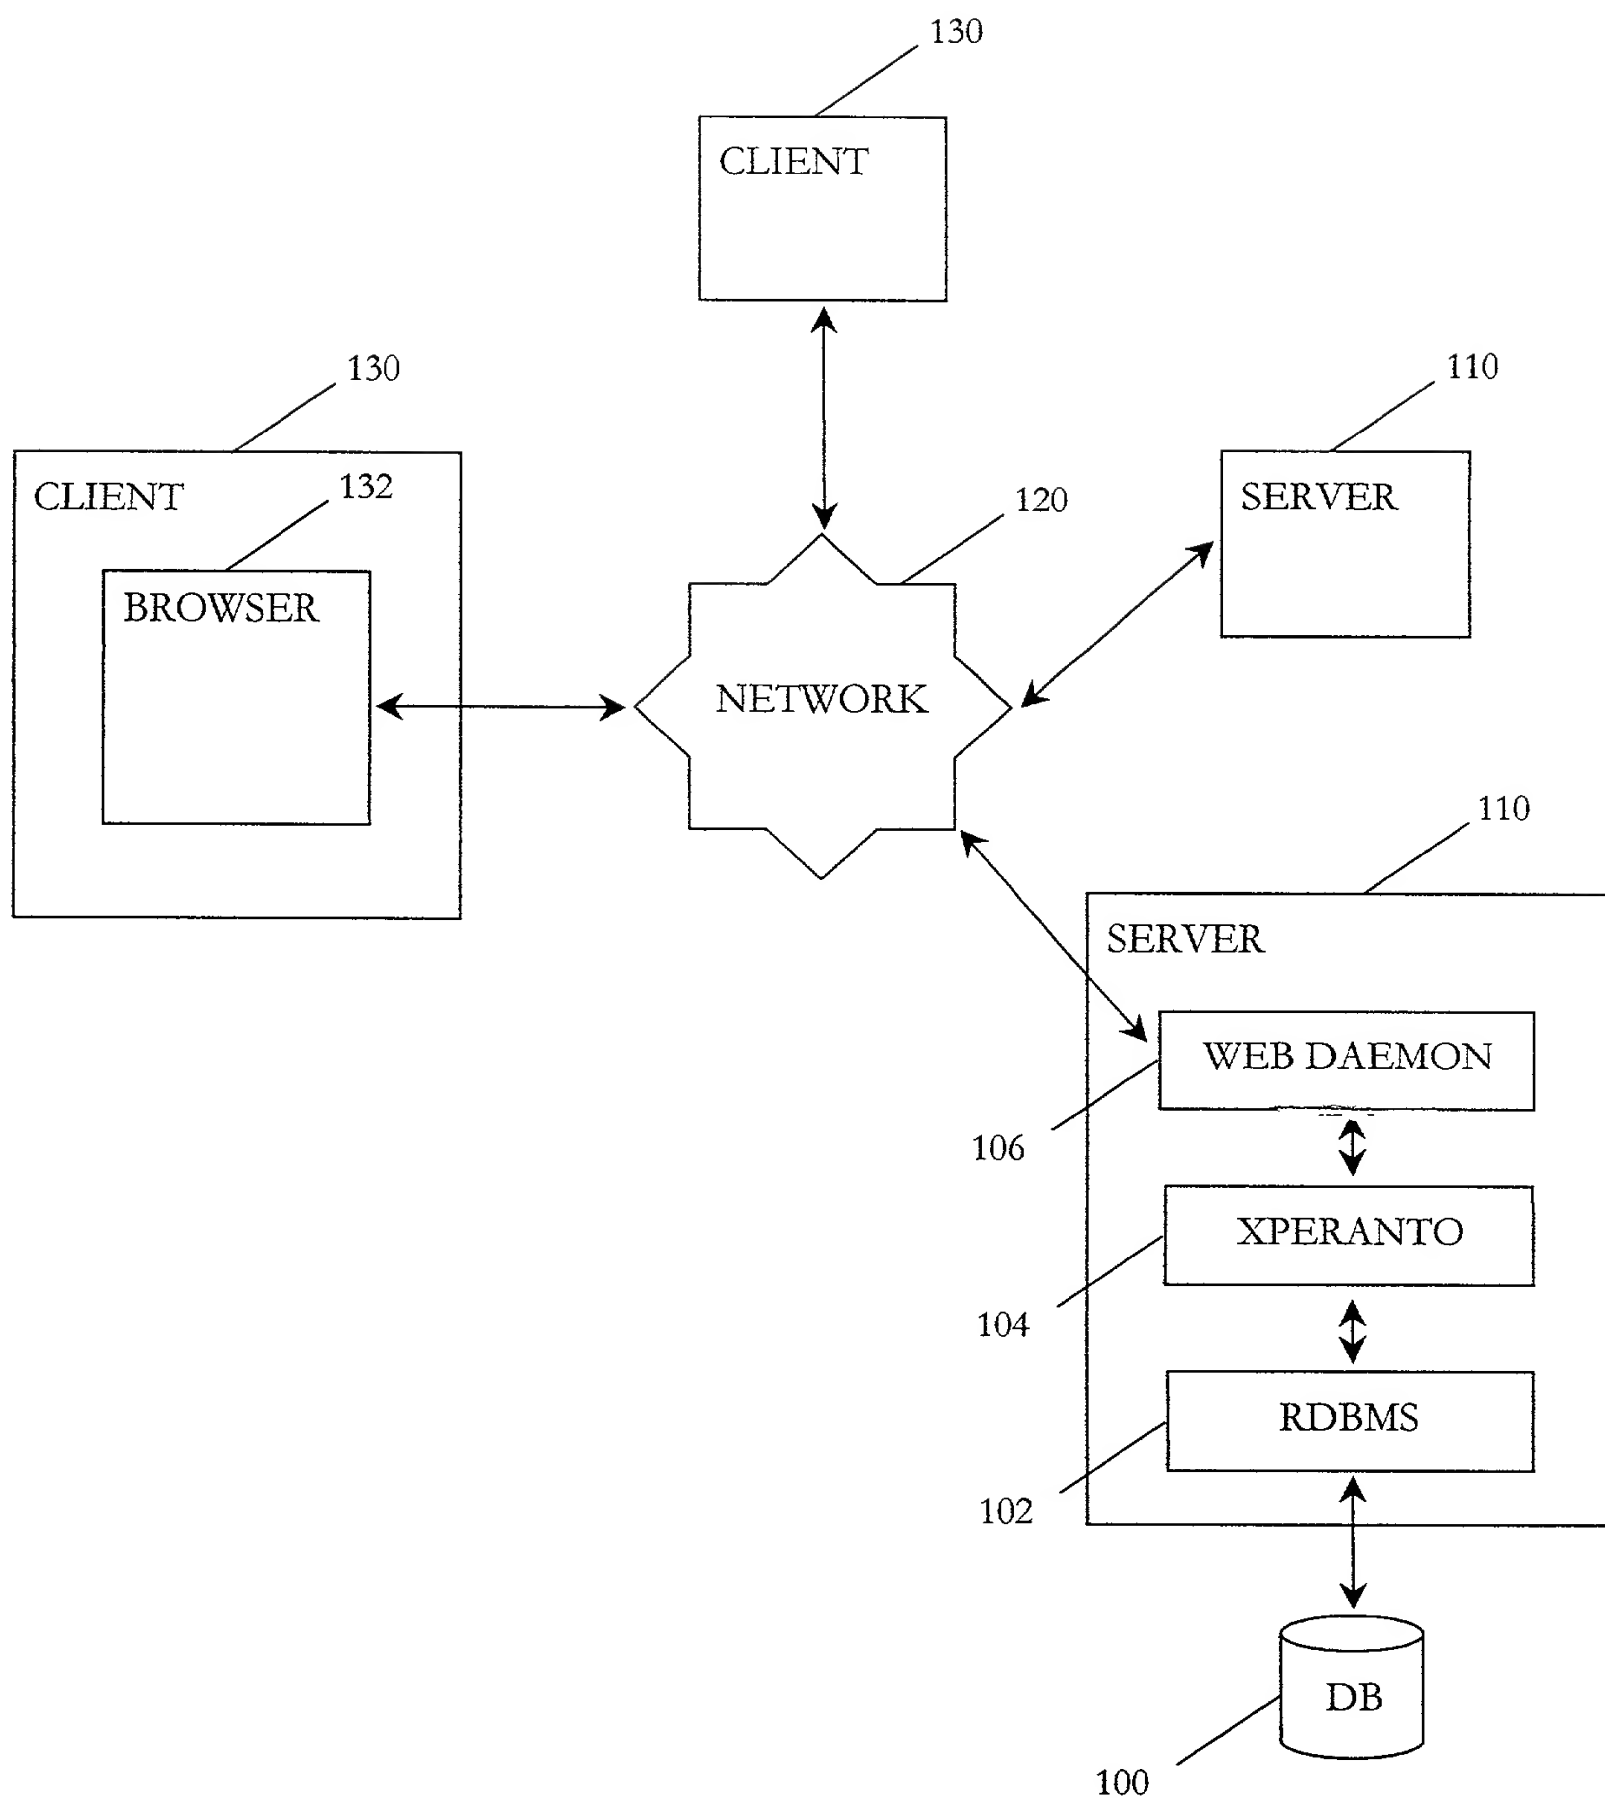 130
CLIENT
130
110
CLIENT
132
SERVER
120
BROWSER
NETWORK
110
SERVER
WEB DAEMON
106
XPERANTO
104
RDBMS
102
DB
100